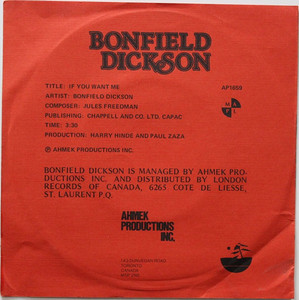 BONFIELD
DICKSON
TITLE: IF YOU WANT ME
AP1659
ARTIST: BONFIELD DICKSON
COMPOSER: JULES FREEDMAN
PUBLISHING: CHAPPELL AND CO. LTD. CAPAC
TIME: 3:30
PRODUCTION: HARRY HINDE AND PAUL ZAZA
Ⓟ AHMEK PRODUCTIONS INC.
BONFIELD DICKSON IS MANAGED BY AHMEK PRO-
DUCTIONS INC. AND DISTRIBUTED BY LONDON
RECORDS OF CANADA, 6265 COTE DE LIESSE,
ST. LAURENT P.Q.
AHMEK
PRODUCTIONS
INC.
TORONTO
CANADA